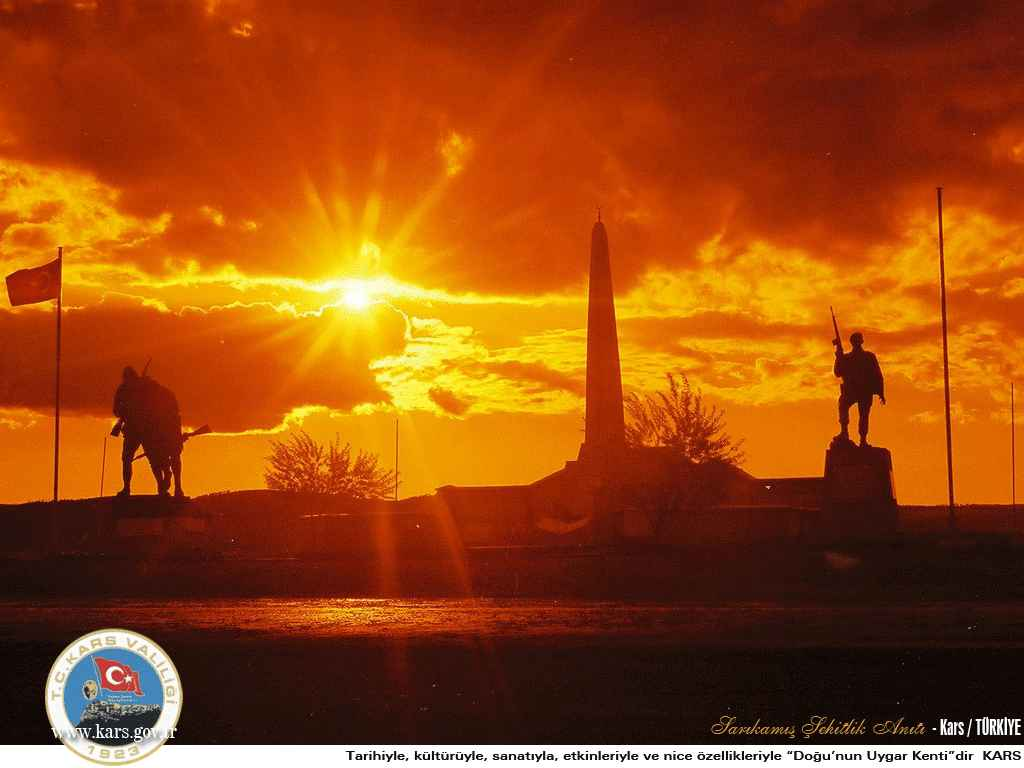 T.C. KARS VALİLİĞİ
www.kars.gov.tr
1923
Sarıkamış Şehitlik Anıtı - Kars / TÜRKİYE
Tarihiyle, kültürüyle, sanatıyla, etkinleriyle ve nice özellikleriyle “Doğu’nun Uygar Kenti”dir KARS